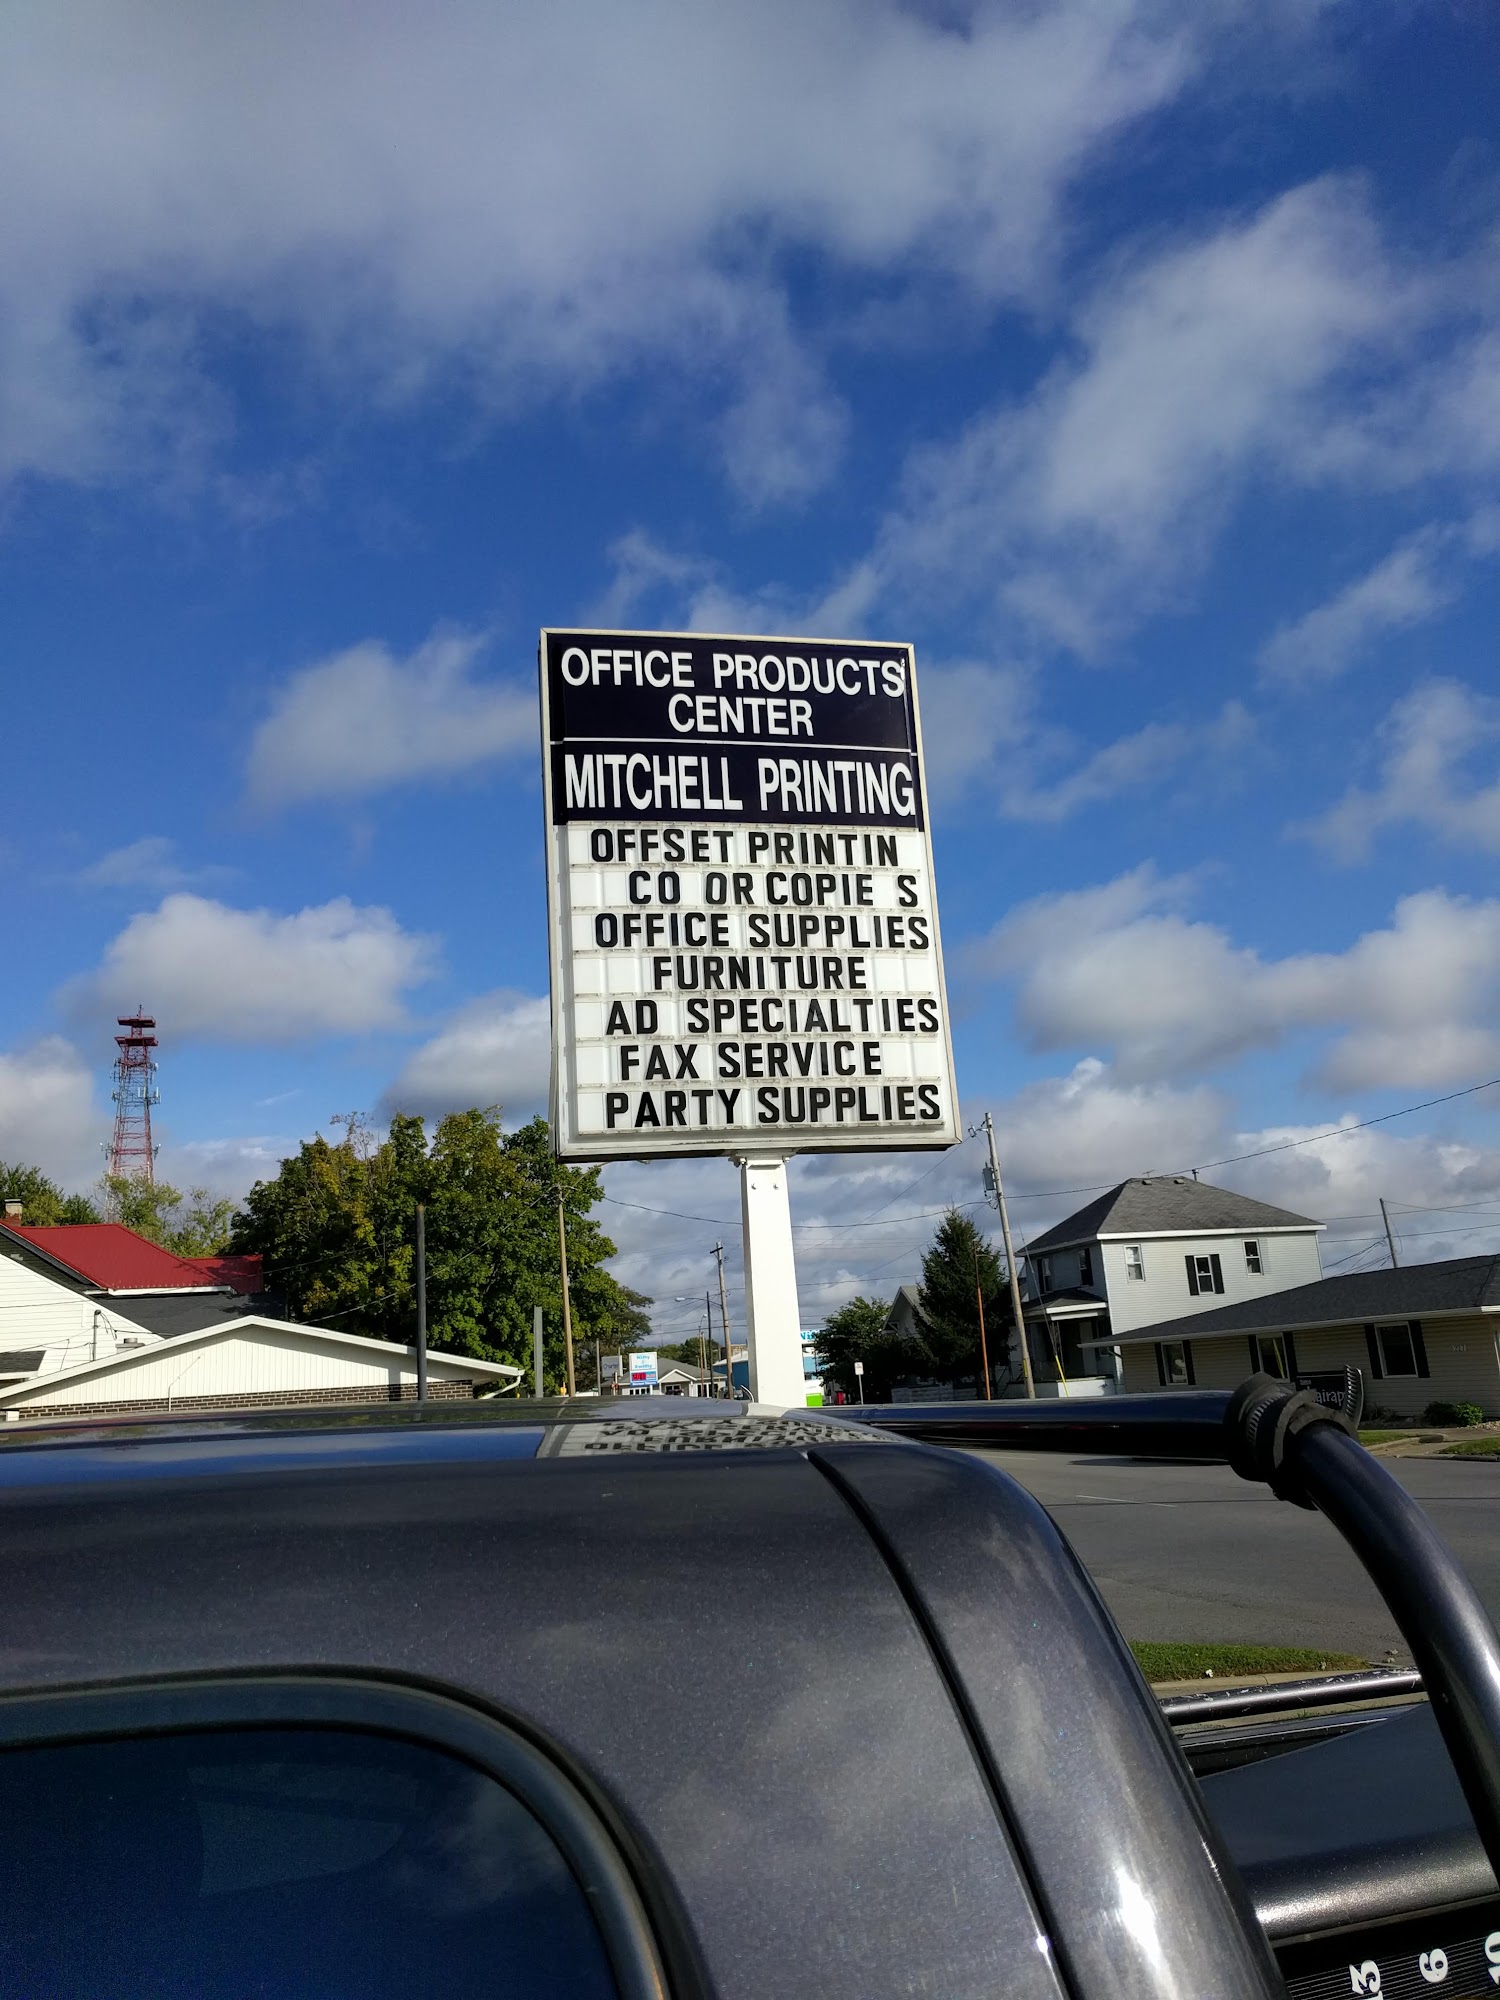 OFFICE PRODUCTS
CENTER
MITCHELL PRINTING
OFFSET PRINTIN
CO OR COPIE S
OFFICE SUPPLIES
FURNITURE
AD SPECIALTIES
FAX SERVICE
PARTY SUPPLIES